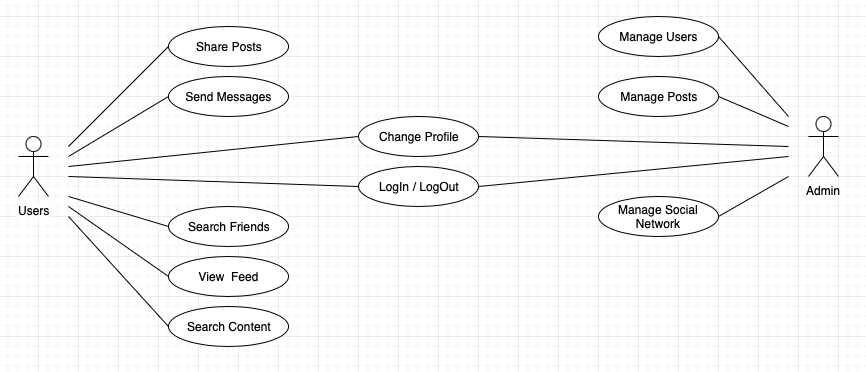 Share Posts
Send Messages
Manage Users
Manage Posts
Change Profile
LogIn / LogOut
Users
Admin
Search Friends
View  Feed
Search Content
Manage Social
Network